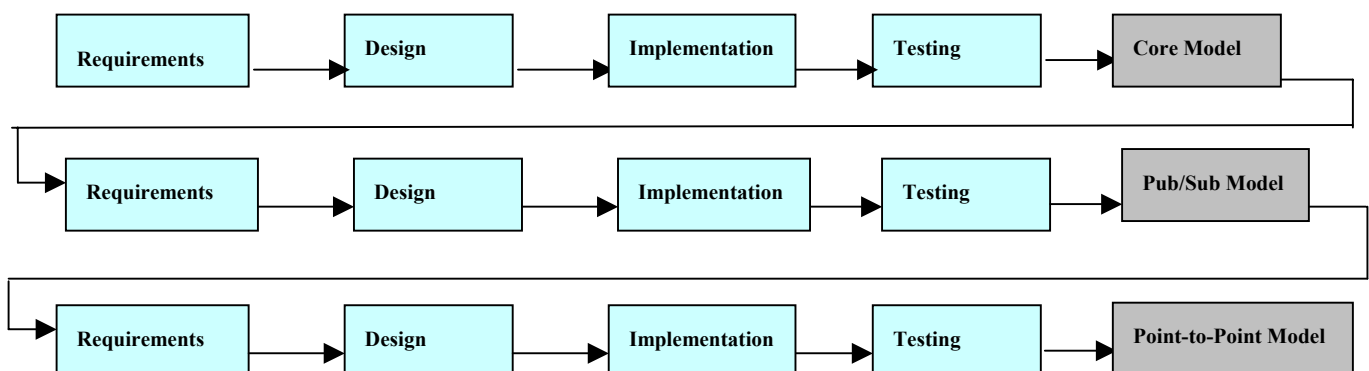 Requirements
Design
Implementation
Testing
Core Model
Requirements
Design
Implementation
Testing
Pub/Sub Model
Requirements
Design
Implementation
Testing
Point-to-Point Model